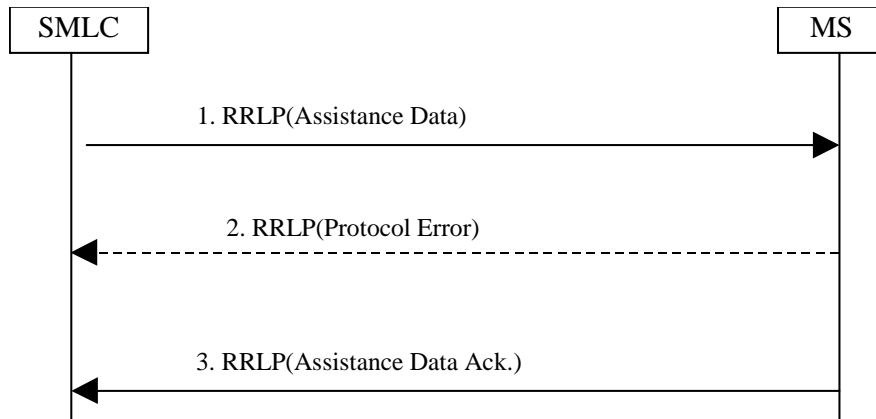 SMLC
MS
1. RRLP(Assistance Data)
2. RRLP(Protocol Error)
3. RRLP(Assistance Data Ack.)